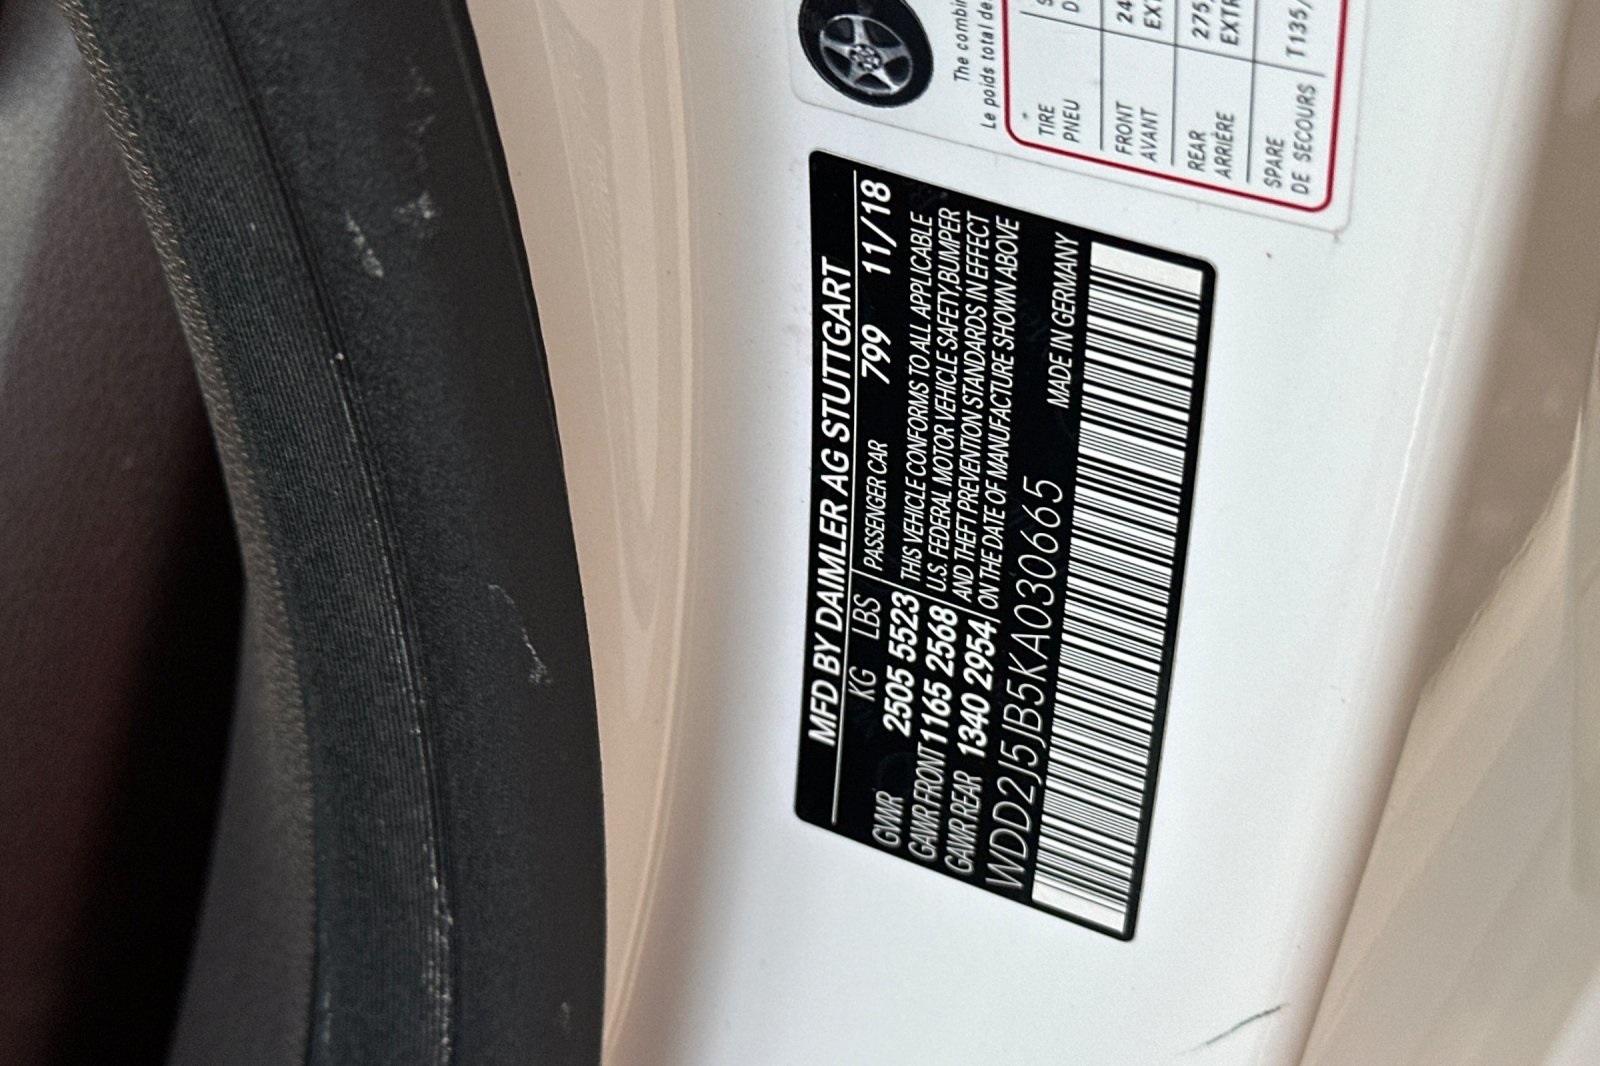 MFD BY DAIMLER AG STUTTGART
KG LBS PASSENGER CAR 799 11/18
GVWR 2505 5523 THIS VEHICLE CONFORMS TO ALL APPLICABLE
GAWR FRONT 1165 2568 U.S. FEDERAL MOTOR VEHICLE SAFETY,BUMPER
GAWR REAR 1340 2954 AND THEFT PREVENTION STANDARDS IN EFFECT
ON THE DATE OF MANUFACTURE SHOWN ABOVE
WDD2J5JB5KA030665 MADE IN GERMANY
The
Le poids total
TIRE
PNEU
FRONT
AVANT
REAR
ARRIÈRE
SPARE
DE SECOURS T135/